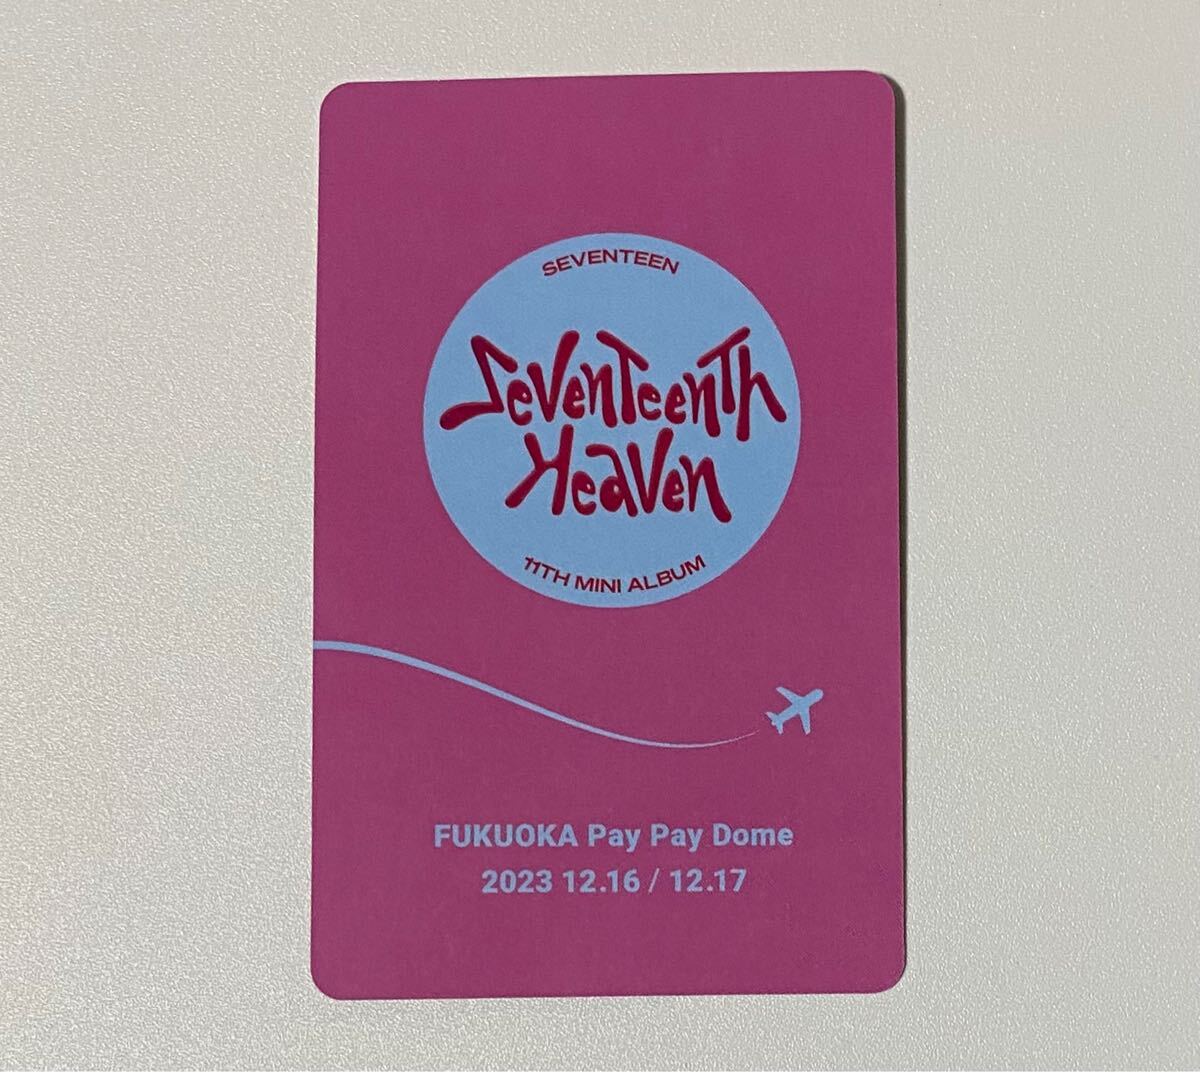 SEVENTEEN
SevenTeenTh
Heaven
11TH MINI ALBUM
FUKUOKA Pay Pay Dome
2023 12.16 / 12.17